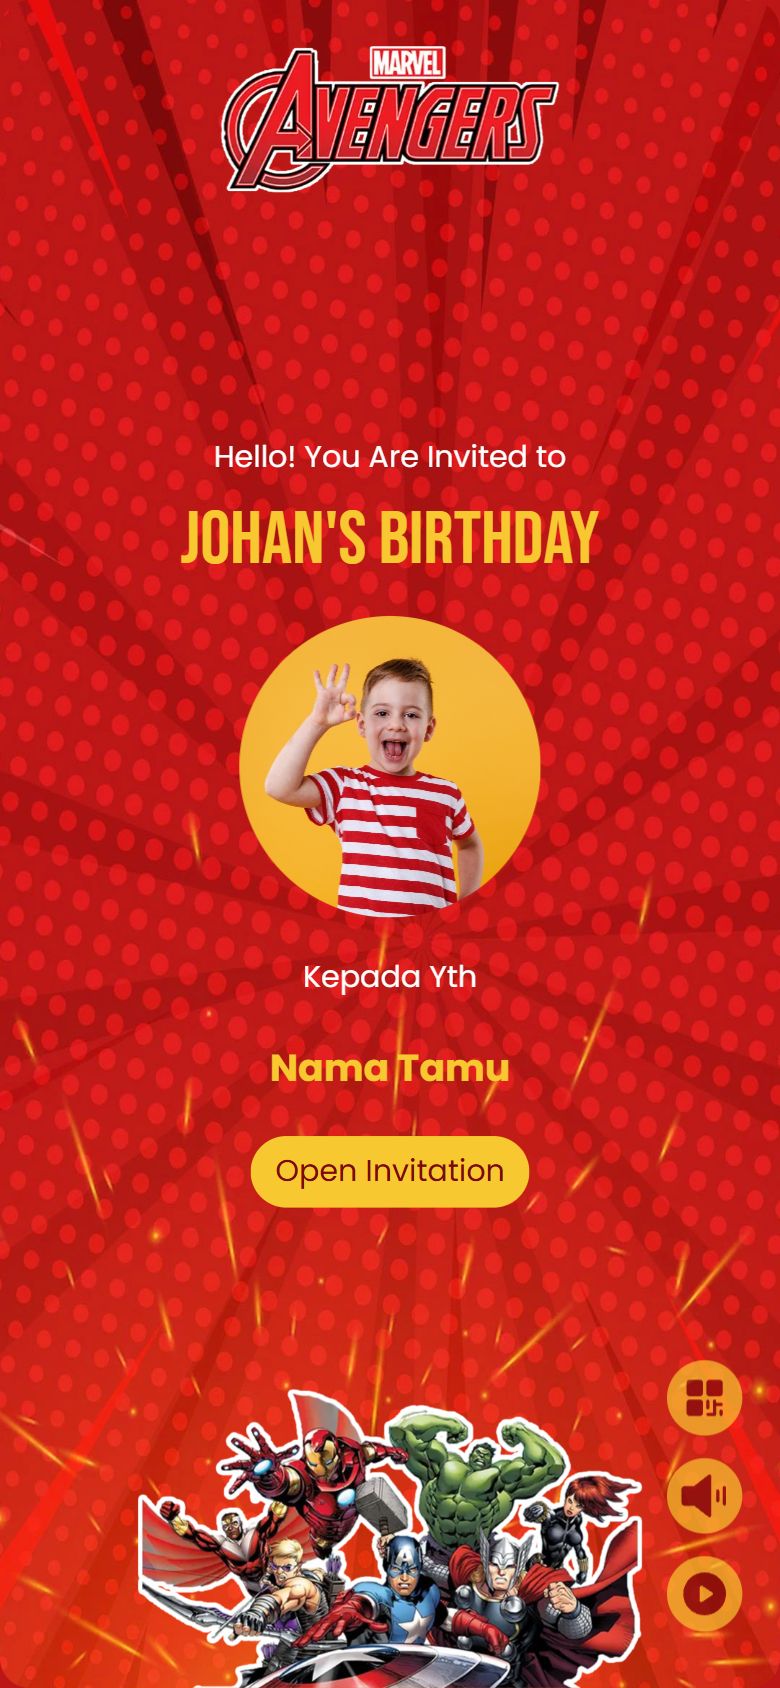 MARVEL
AVENGERS
Hello! You Are Invited to
JOHAN'S BIRTHDAY
Kepada Yth
Nama Tamu
Open Invitation